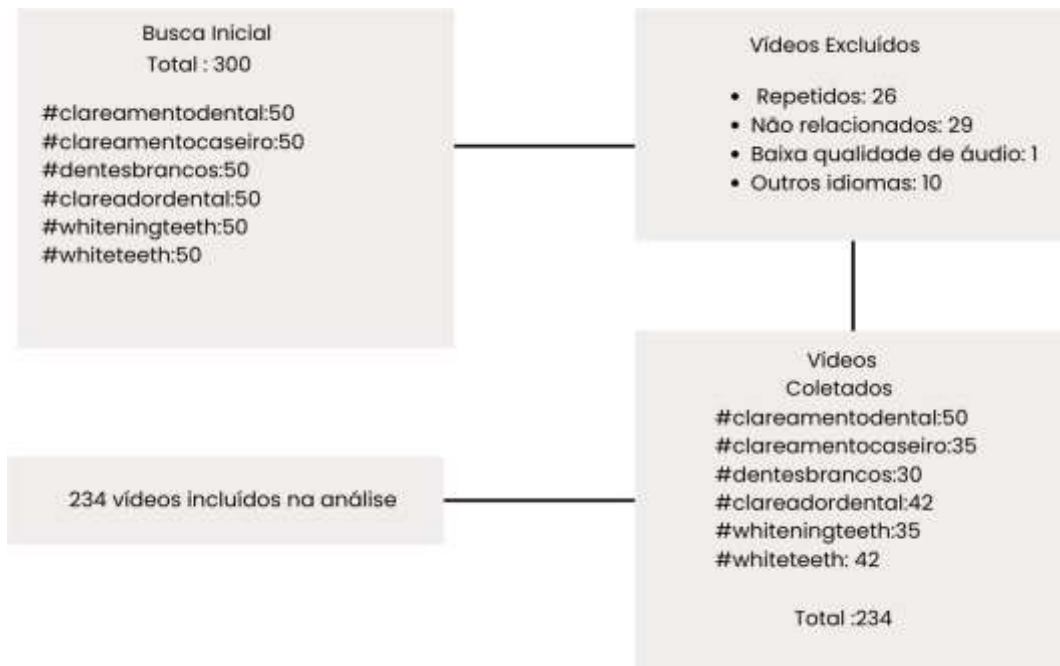 Busca Inicial
Total : 300
#clareamentodental:50
#clareamentocaseiro:50
#dentesbrancos:50
#clareadordental:50
#whiteningteeth:50
#whiteteeth:50
Vídeos Excluídos
• Repetidos: 26
• Não relacionados: 29
• Baixa qualidade de áudio: 1
• Outros idiomas: 10
Vídeos
Coletados
#clareamentodental:50
#clareamentocaseiro:35
#dentesbrancos:30
#clareadordental:42
#whiteningteeth:35
#whiteteeth: 42
Total :234
234 vídeos incluídos na análise